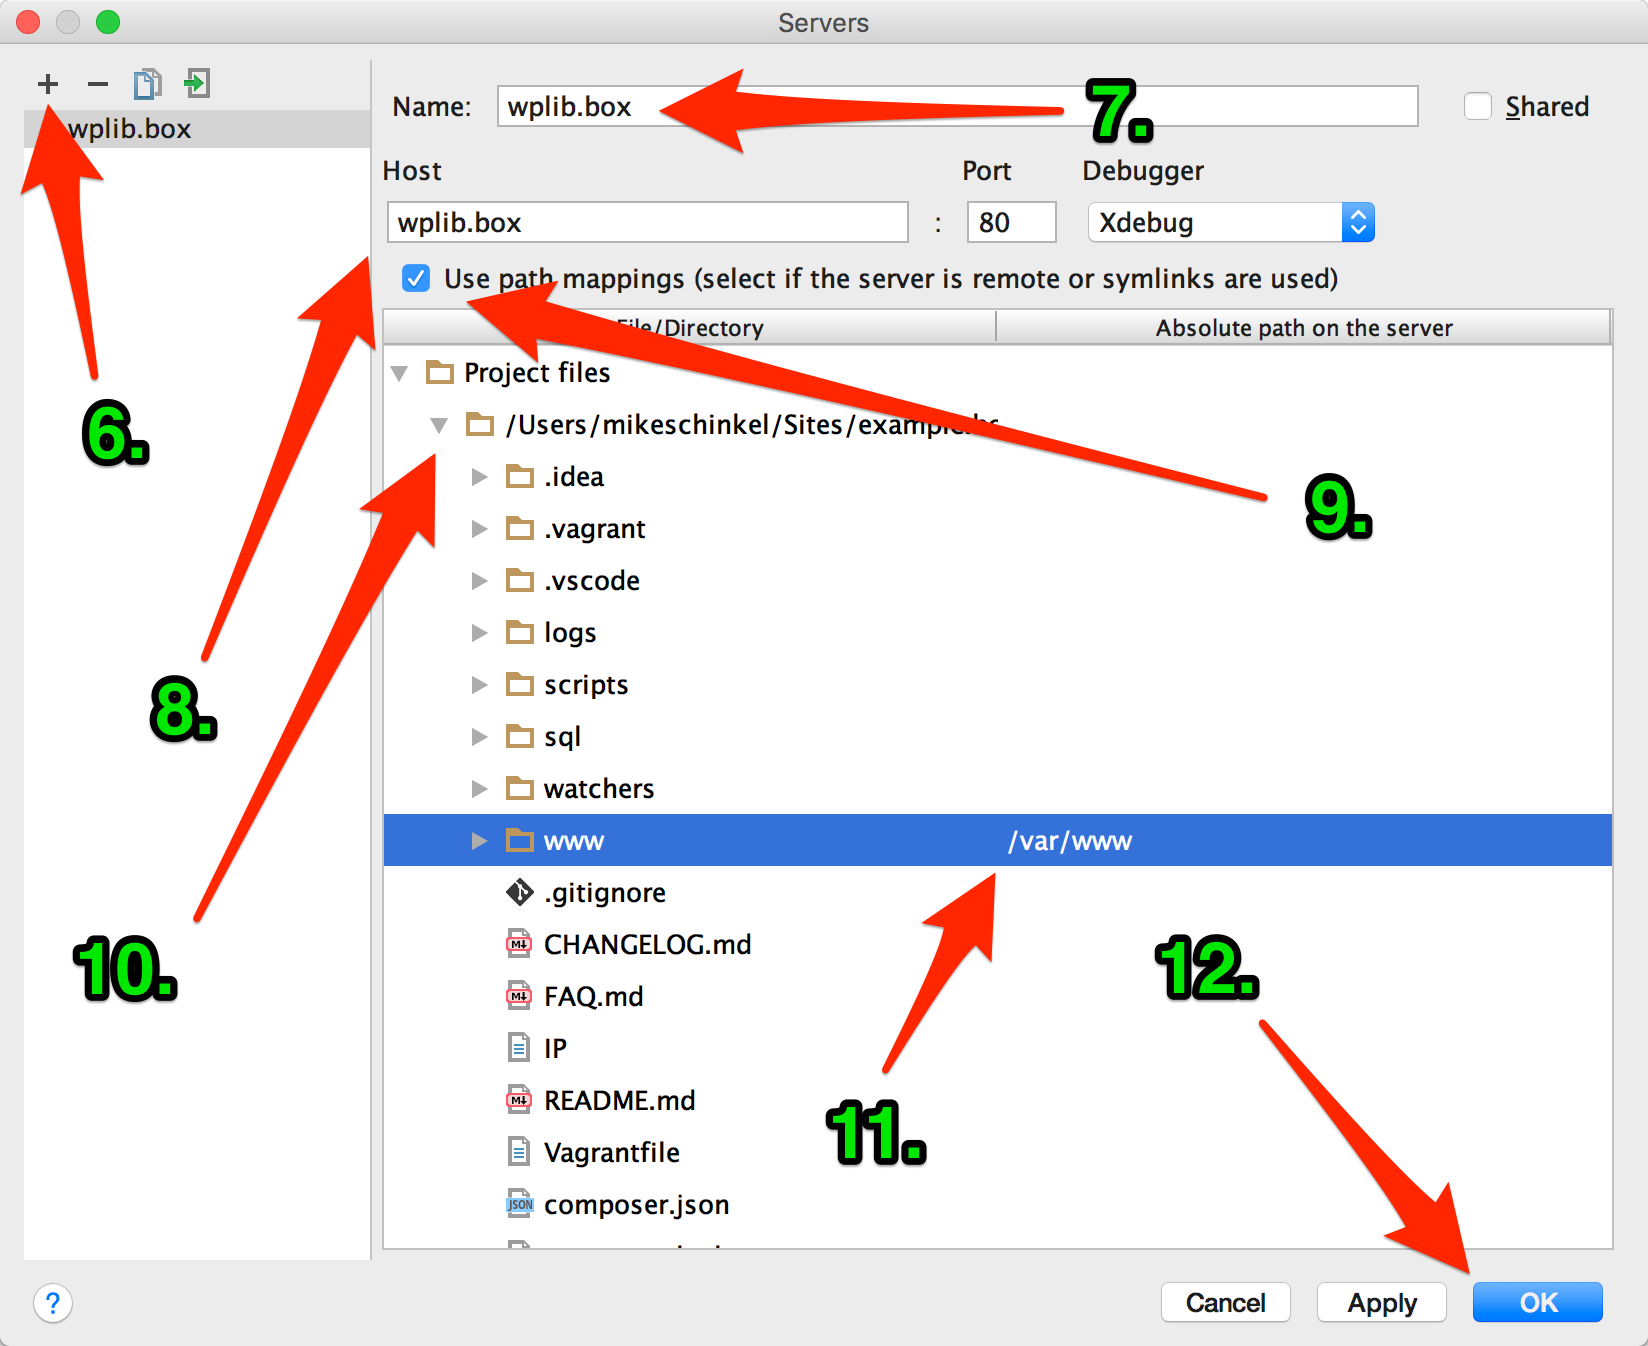 Servers
wplib.box
Name: wplib.box 7. Shared
Host Port Debugger
wplib.box : 80 Xdebug
Use path mappings (select if the server is remote or symlinks are used)
File/Directory Absolute path on the server
Project files
/Users/mikeschinkel/Sites/example
6.
.idea
9.
.vagrant
.vscode
logs
scripts
8.
sql
watchers
www /var/www
.gitignore
CHANGELOG.md
10.
12.
FAQ.md
IP
README.md
11.
Vagrantfile
JSON composer.json
? Cancel Apply OK